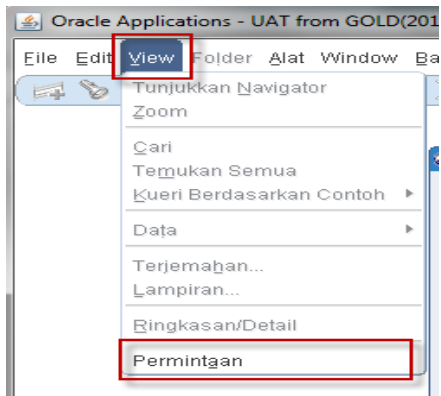 Oracle Applications - UAT from GOLD(201
File Edit View Folder Alat Window Ba
Tunjukkan Navigator
Zoom
Cari
Temukan Semua
Kueri Berdasarkan Contoh
Data
Terjemahan...
Lampiran...
Ringkasan/Detail
Permintaan